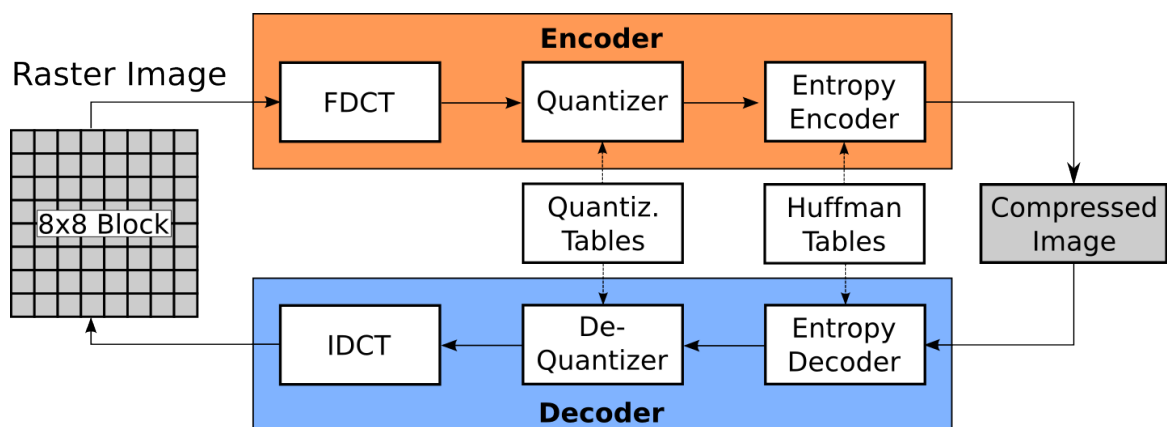 Encoder
Raster Image
FDCT
Quantizer
Entropy
Encoder
8x8 Block
Quantiz.
Tables
Huffman
Tables
Compressed
Image
IDCT
De-
Quantizer
Entropy
Decoder
Decoder